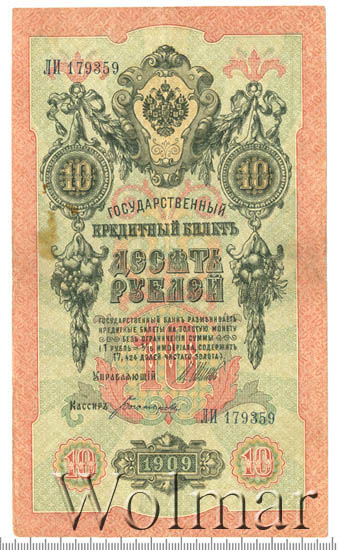 ЛИ 179359
10 10
ГОСУДАРСТВЕННЫЙ
КРЕДИТНЫЙ БИЛЕТЪ
ДЕСЯТЬ
РУБЛЕЙ
ГОСУДАРСТВЕННЫЙ БАНКЪ РАЗМѢНИВАЕТЪ
КРЕДИТНЫЕ БИЛЕТЫ НА ЗОЛОТУЮ МОНЕТУ
БЕЗЪ ОГРАНИЧЕНІЯ СУММЫ
(1 РУБЛЬ = 1/15 ИМПЕРІАЛА, СОДЕРЖИТЪ
17,424 ДОЛЕЙ ЧИСТАГО ЗОЛОТА).
УПРАВЛЯЮЩІЙ
10
КАССИРЪ
ЛИ 179359
10 1909 10
Wolmar